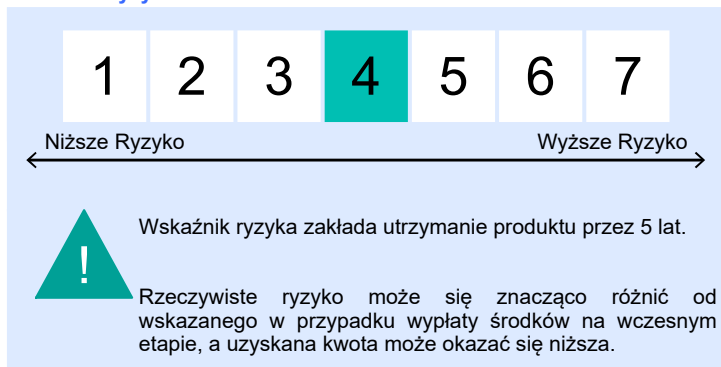 1 2 3 4 5 6 7
Niższe Ryzyko Wyższe Ryzyko
!
Wskaźnik ryzyka zakłada utrzymanie produktu przez 5 lat.
Rzeczywiste ryzyko może się znacząco różnić od
wskazanego w przypadku wypłaty środków na wczesnym
etapie, a uzyskana kwota może okazać się niższa.